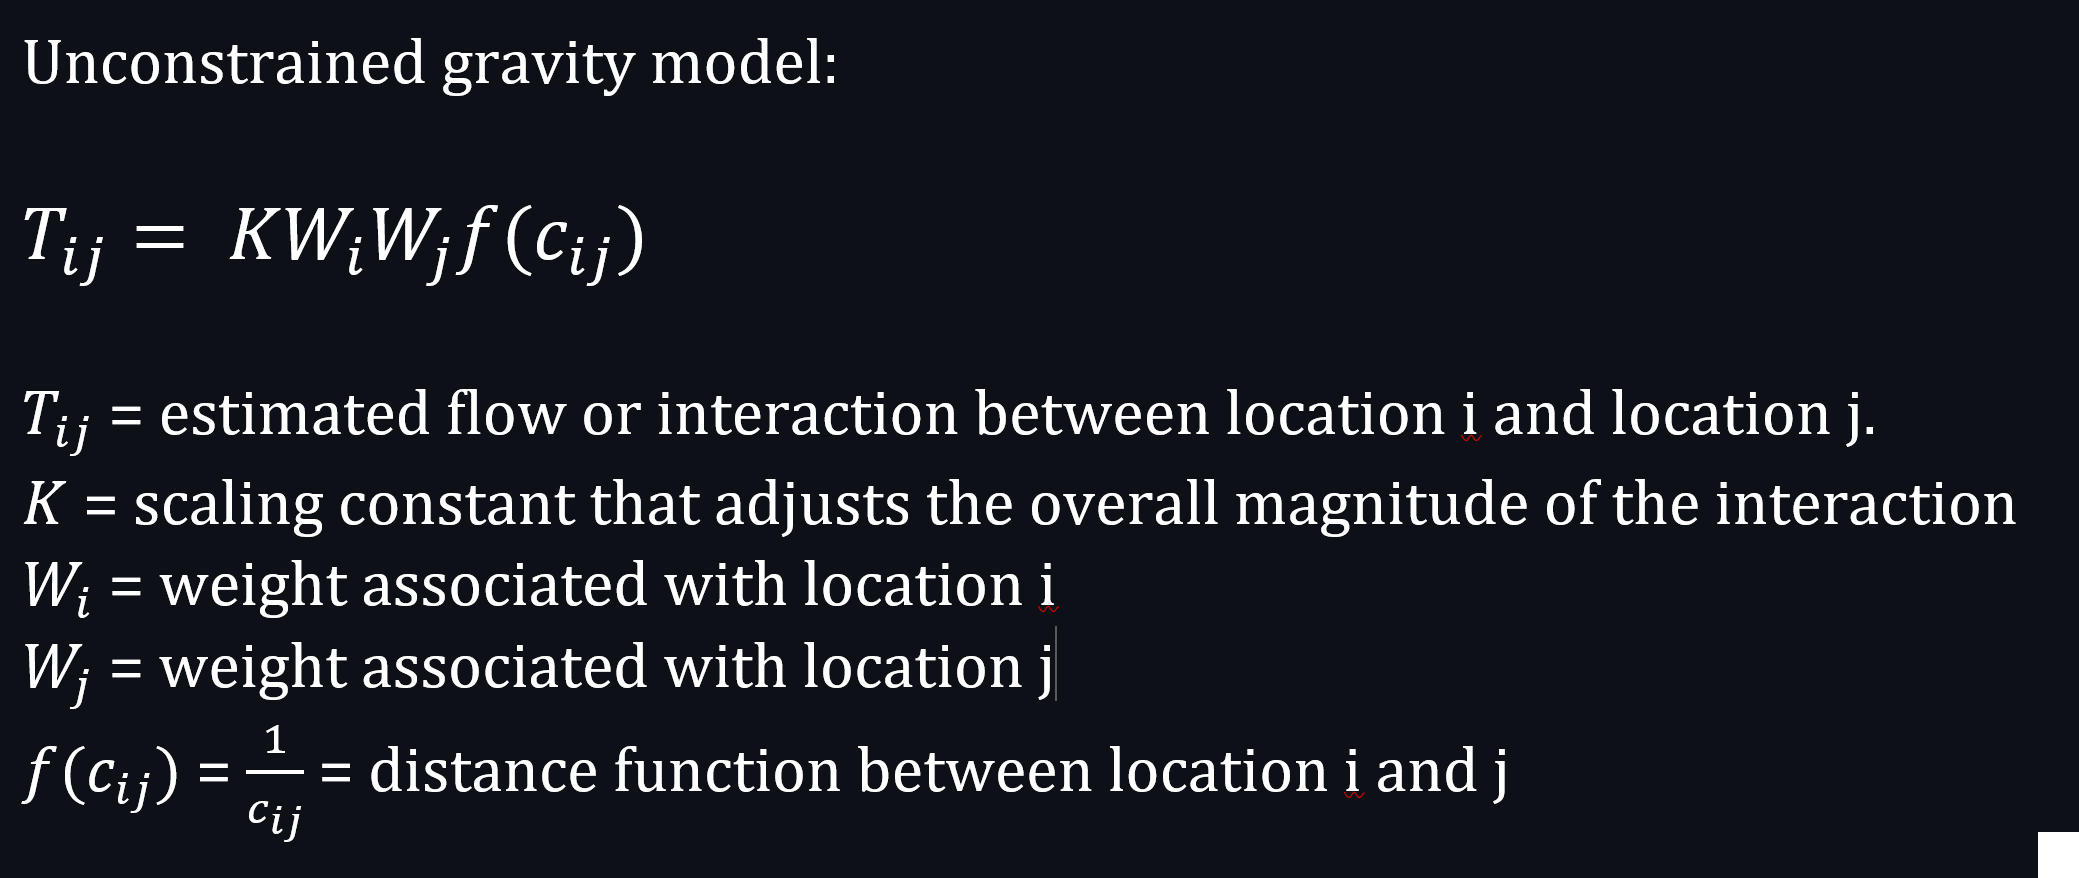 Unconstrained gravity model:
T_{ij} = KW_iW_jf(c_{ij})
T_{ij} = estimated flow or interaction between location i and location j.
K = scaling constant that adjusts the overall magnitude of the interaction
W_i = weight associated with location i
W_j = weight associated with location j
f(c_{ij}) = \frac{1}{c_{ij}} = distance function between location i and j